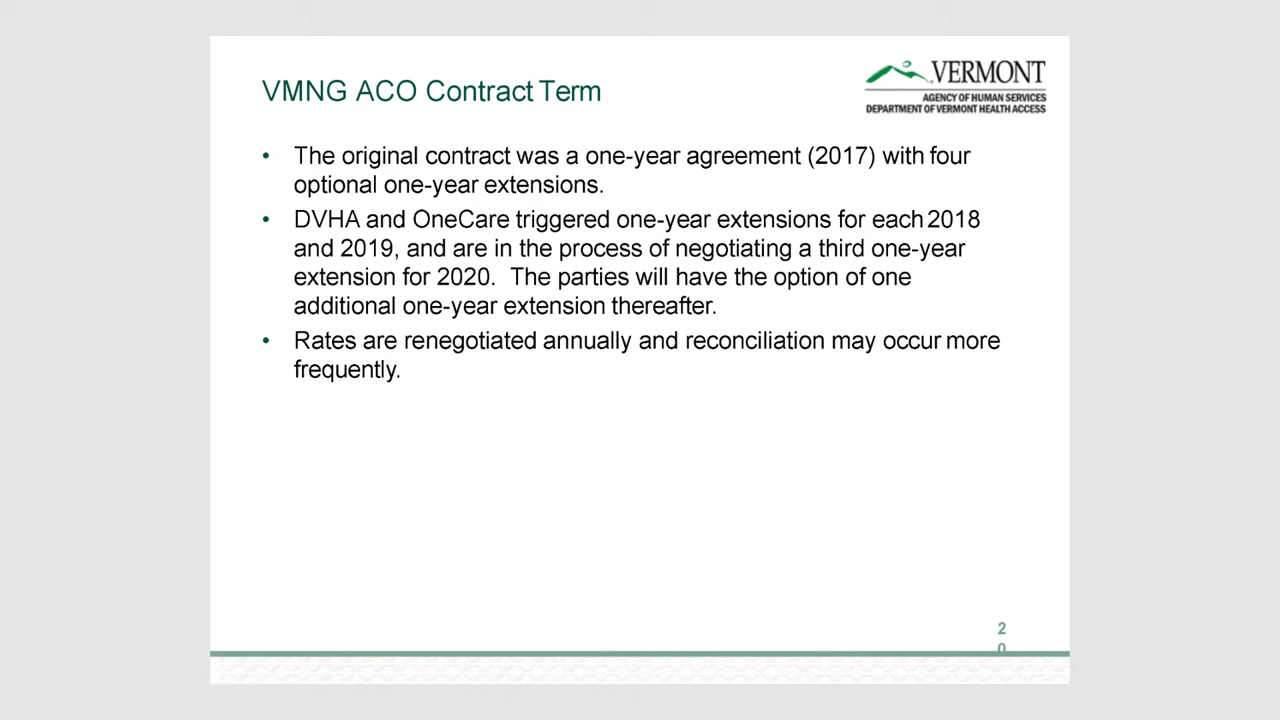 VMNG ACO Contract Term
VERMONT
AGENCY OF HUMAN SERVICES
DEPARTMENT OF VERMONT HEALTH ACCESS
• The original contract was a one-year agreement (2017) with four
optional one-year extensions.
• DVHA and OneCare triggered one-year extensions for each 2018
and 2019, and are in the process of negotiating a third one-year
extension for 2020. The parties will have the option of one
additional one-year extension thereafter.
• Rates are renegotiated annually and reconciliation may occur more
frequently.
2
0